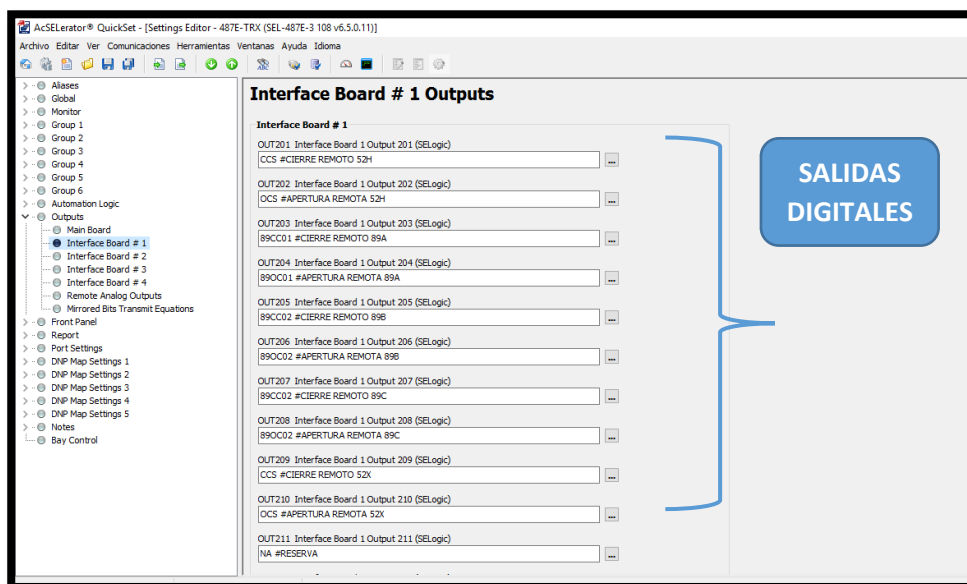 AcSELerator® QuickSet - [Settings Editor - 487E-TRX (SEL-487E-3 108 v6.5.0.11)]
Archivo Editar Ver Comunicaciones Herramientas Ventanas Ayuda Idioma
Aliases
Global
Monitor
Group 1
Group 2
Group 3
Group 4
Group 5
Group 6
Automation Logic
Outputs
Main Board
Interface Board # 1
Interface Board # 2
Interface Board # 3
Interface Board # 4
Remote Analog Outputs
Mirrored Bits Transmit Equations
Front Panel
Report
Port Settings
DNP Map Settings 1
DNP Map Settings 2
DNP Map Settings 3
DNP Map Settings 4
DNP Map Settings 5
Notes
Bay Control
Interface Board # 1 Outputs
Interface Board # 1
OUT201 Interface Board 1 Output 201 (SELogic)
CCS #CIERRE REMOTO 52H
...
OUT202 Interface Board 1 Output 202 (SELogic)
OCS #APERTURA REMOTA 52H
...
OUT203 Interface Board 1 Output 203 (SELogic)
89CC01 #CIERRE REMOTO 89A
...
OUT204 Interface Board 1 Output 204 (SELogic)
89OC01 #APERTURA REMOTA 89A
...
OUT205 Interface Board 1 Output 205 (SELogic)
89CC02 #CIERRE REMOTO 89B
...
OUT206 Interface Board 1 Output 206 (SELogic)
89OC02 #APERTURA REMOTA 89B
...
OUT207 Interface Board 1 Output 207 (SELogic)
89CC02 #CIERRE REMOTO 89C
...
OUT208 Interface Board 1 Output 208 (SELogic)
89OC02 #APERTURA REMOTA 89C
...
OUT209 Interface Board 1 Output 209 (SELogic)
CCS #CIERRE REMOTO 52X
...
OUT210 Interface Board 1 Output 210 (SELogic)
OCS #APERTURA REMOTA 52X
...
OUT211 Interface Board 1 Output 211 (SELogic)
NA #RESERVA
...
SALIDAS
DIGITALES